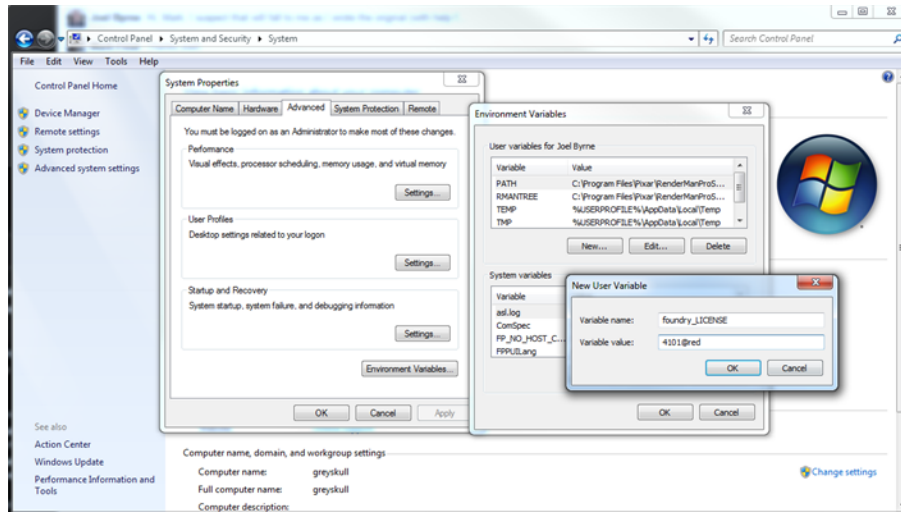 Control Panel ▸ System and Security ▸ System
Search Control Panel
File Edit View Tools Help
Control Panel Home
Device Manager
Remote settings
System protection
Advanced system settings
See also
Action Center
Windows Update
Performance Information and
Tools
System Properties
Computer Name Hardware Advanced System Protection Remote
You must be logged on as an Administrator to make most of these changes.
Performance
Visual effects, processor scheduling, memory usage, and virtual memory
Settings...
User Profiles
Desktop settings related to your logon
Settings...
Startup and Recovery
System startup, system failure, and debugging information
Settings...
Environment Variables...
OK Cancel Apply
Environment Variables
User variables for Joel Byrne
Variable Value
PATH C:\Program Files\Pixar\RenderManProS...
RMANTREE C:\Program Files\Pixar\RenderManProS...
TEMP %USERPROFILE%\AppData\Local\Temp
TMP %USERPROFILE%\AppData\Local\Temp
New... Edit... Delete
System variables
Variable
asl.log
ComSpec
FP_NO_HOST_C...
FPPUILang
OK Cancel
New User Variable
Variable name: foundry_LICENSE
Variable value: 4101@red
OK Cancel
Computer name, domain, and workgroup settings
Computer name: greyskull
Full computer name: greyskull
Computer description:
Change settings